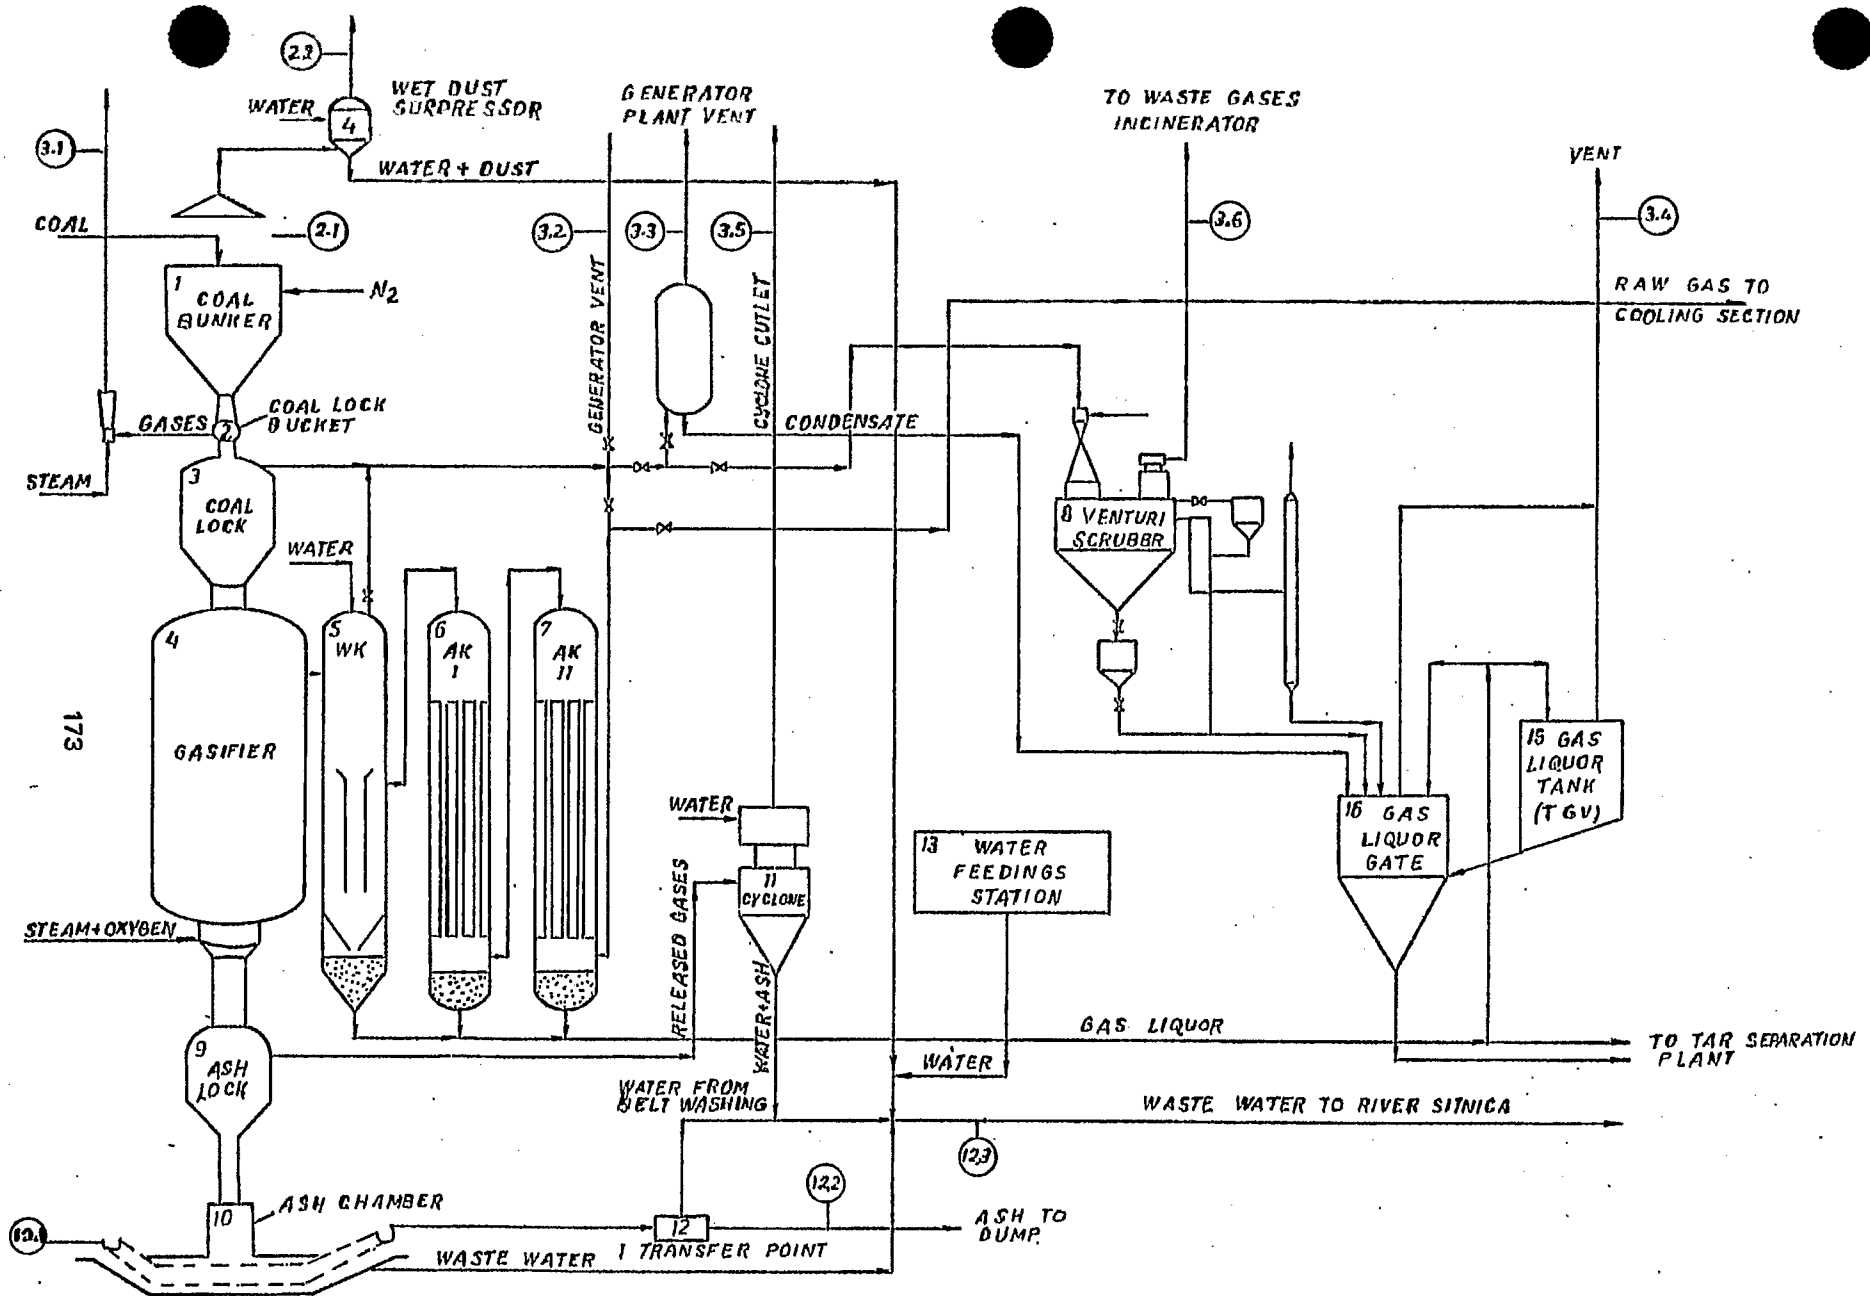 2.3
WET DUST
SURPRESSOR
WATER
4
GENERATOR
PLANT VENT
TO WASTE GASES
INCINERATOR
3.1
WATER + DUST
VENT
COAL
2.1
3.2
3.3
3.5
3.6
3.4
1
COAL
BUNKER
N2
GENERATOR VENT
CYCLONE CUTLET
RAW GAS TO
COOLING SECTION
GASES
2
COAL LOCK
BUCKET
CONDENSATE
STEAM
3
COAL
LOCK
WATER
8 VENTURI
SCRUBBR
4
GASIFIER
5
WK
6
AK
I
7
AK
II
173
15 GAS
LIQUOR
TANK
(TGV)
16 GAS
LIQUOR
GATE
WATER
11
CYCLONE
13 WATER
FEEDINGS
STATION
STEAM+OXYGEN
RELEASED GASES
WATER+ASH
GAS LIQUOR
TO TAR SEPARATION
PLANT
9
ASH
LOCK
WATER
WATER FROM
BELT WASHING
WASTE WATER TO RIVER SITNICA
12.3
12.2
10
ASH CHAMBER
12
1 TRANSFER POINT
ASH TO
DUMP.
WASTE WATER